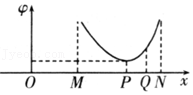 φ
O M P Q N x